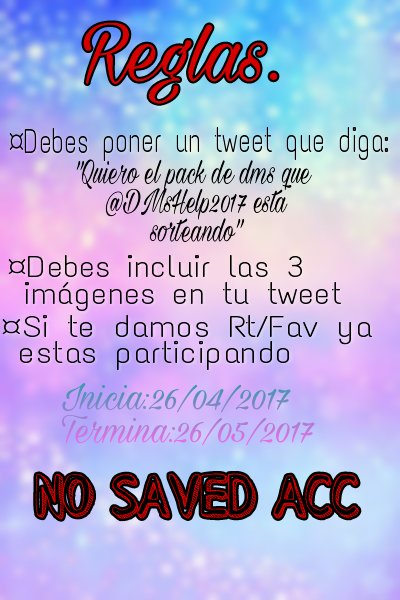 Reglas.
¤Debes poner un tweet que diga:
"Quiero el pack de dms que
@DMsHelp2017 está
sorteando"
¤Debes incluir las 3
imágenes en tu tweet
¤Si te damos Rt/Fav ya
estas participando
Inicia:26/04/2017
Termina:26/05/2017
NO SAVED ACC